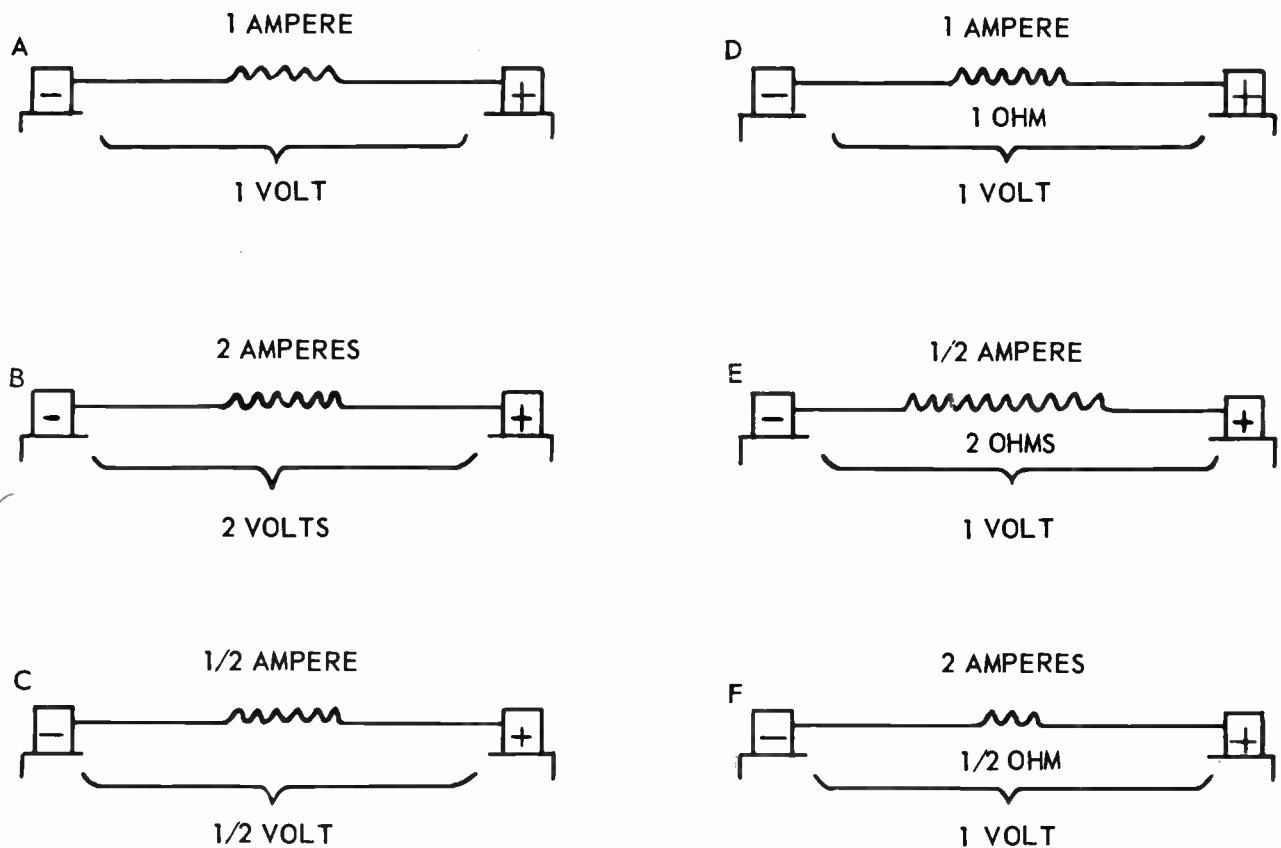 A
1 AMPERE
-
+
1 VOLT
B
2 AMPERES
-
+
2 VOLTS
C
1/2 AMPERE
-
+
1/2 VOLT
D
1 AMPERE
-
+
1 OHM
1 VOLT
E
1/2 AMPERE
-
+
2 OHMS
1 VOLT
F
2 AMPERES
-
+
1/2 OHM
1 VOLT